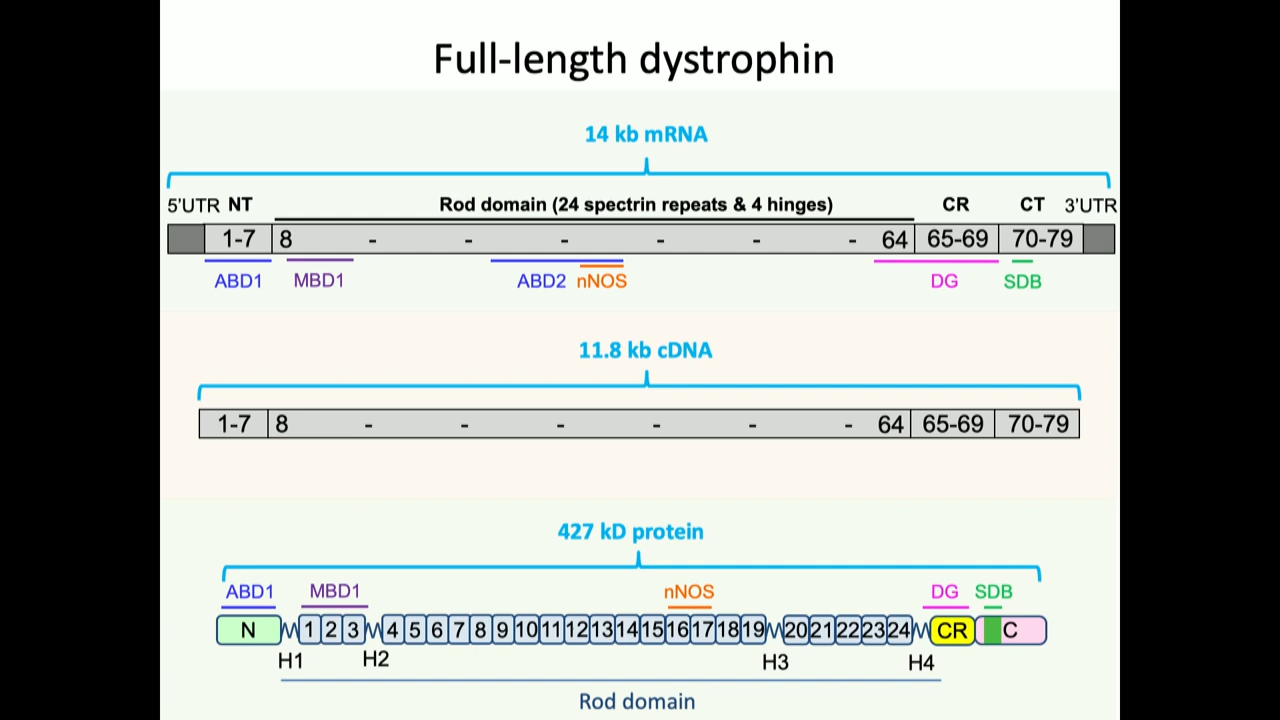 Full-length dystrophin
14 kb mRNA
5'UTR NT Rod domain (24 spectrin repeats & 4 hinges) CR CT 3'UTR
1-7 8 - - - - - - 64 65-69 70-79
ABD1 MBD1 ABD2 nNOS DG SDB
11.8 kb cDNA
1-7 8 - - - - - - 64 65-69 70-79
427 kD protein
ABD1 MBD1 nNOS DG SDB
N 1 2 3 4 5 6 7 8 9 10 11 12 13 14 15 16 17 18 19 20 21 22 23 24 CR C
H1 H2 H3 H4
Rod domain